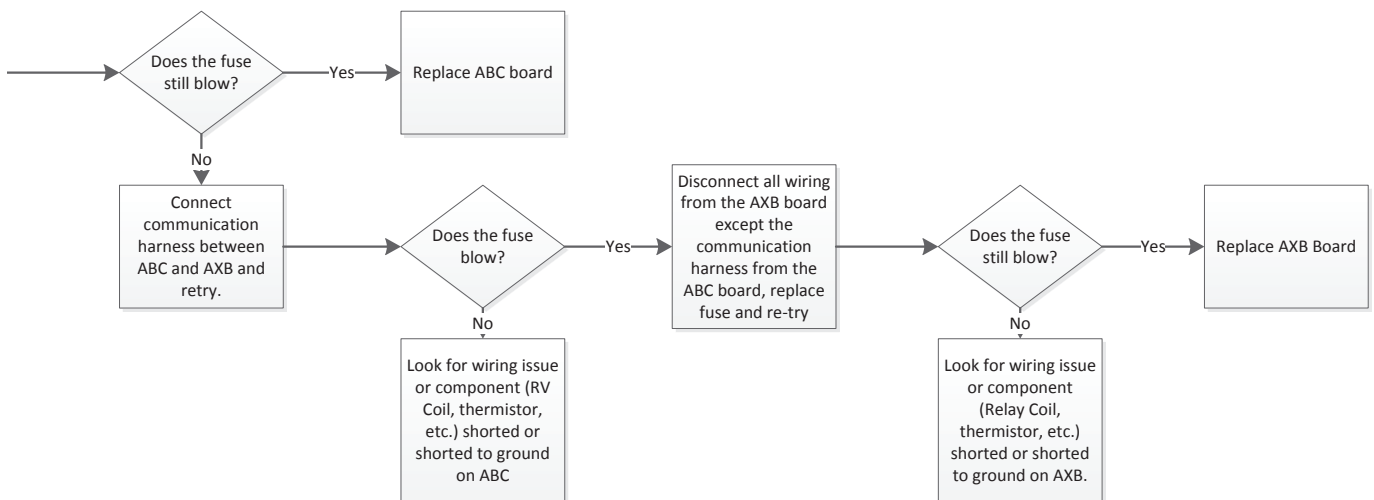 Does the fuse
still blow?
Yes
Replace ABC board
No
Connect
communication
harness between
ABC and AXB and
retry.
Does the fuse
blow?
Yes
Disconnect all wiring
from the AXB board
except the
communication
harness from the
ABC board, replace
fuse and re-try
Does the fuse
still blow?
Yes
Replace AXB Board
No
Look for wiring issue
or component (RV
Coil, thermistor,
etc.) shorted or
shorted to ground
on ABC
No
Look for wiring issue
or component
(Relay Coil,
thermistor, etc.)
shorted or shorted
to ground on AXB.